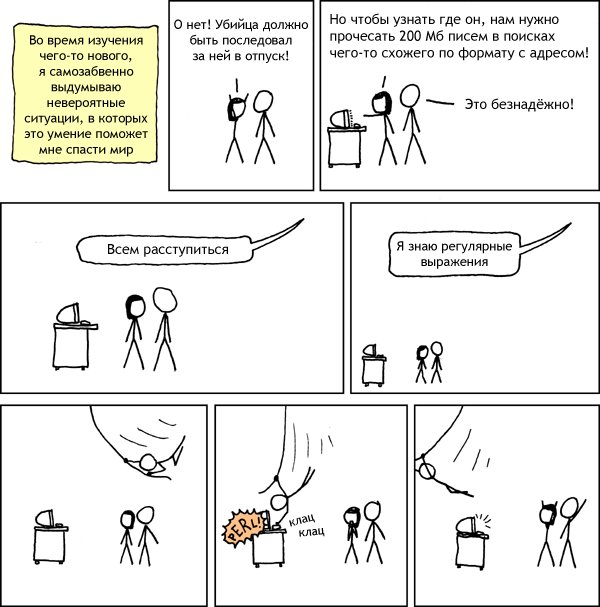 Во время изучения
чего-то нового,
я самозабвенно
выдумываю
невероятные
ситуации, в которых
это умение поможет
мне спасти мир
О нет! Убийца должно
быть последовал
за ней в отпуск!
Но чтобы узнать где он, нам нужно
прочесать 200 Мб писем в поисках
чего-то схожего по формату с адресом!
Это безнадёжно!
Всем расступиться
Я знаю регулярные
выражения
PERL!
клац
клац